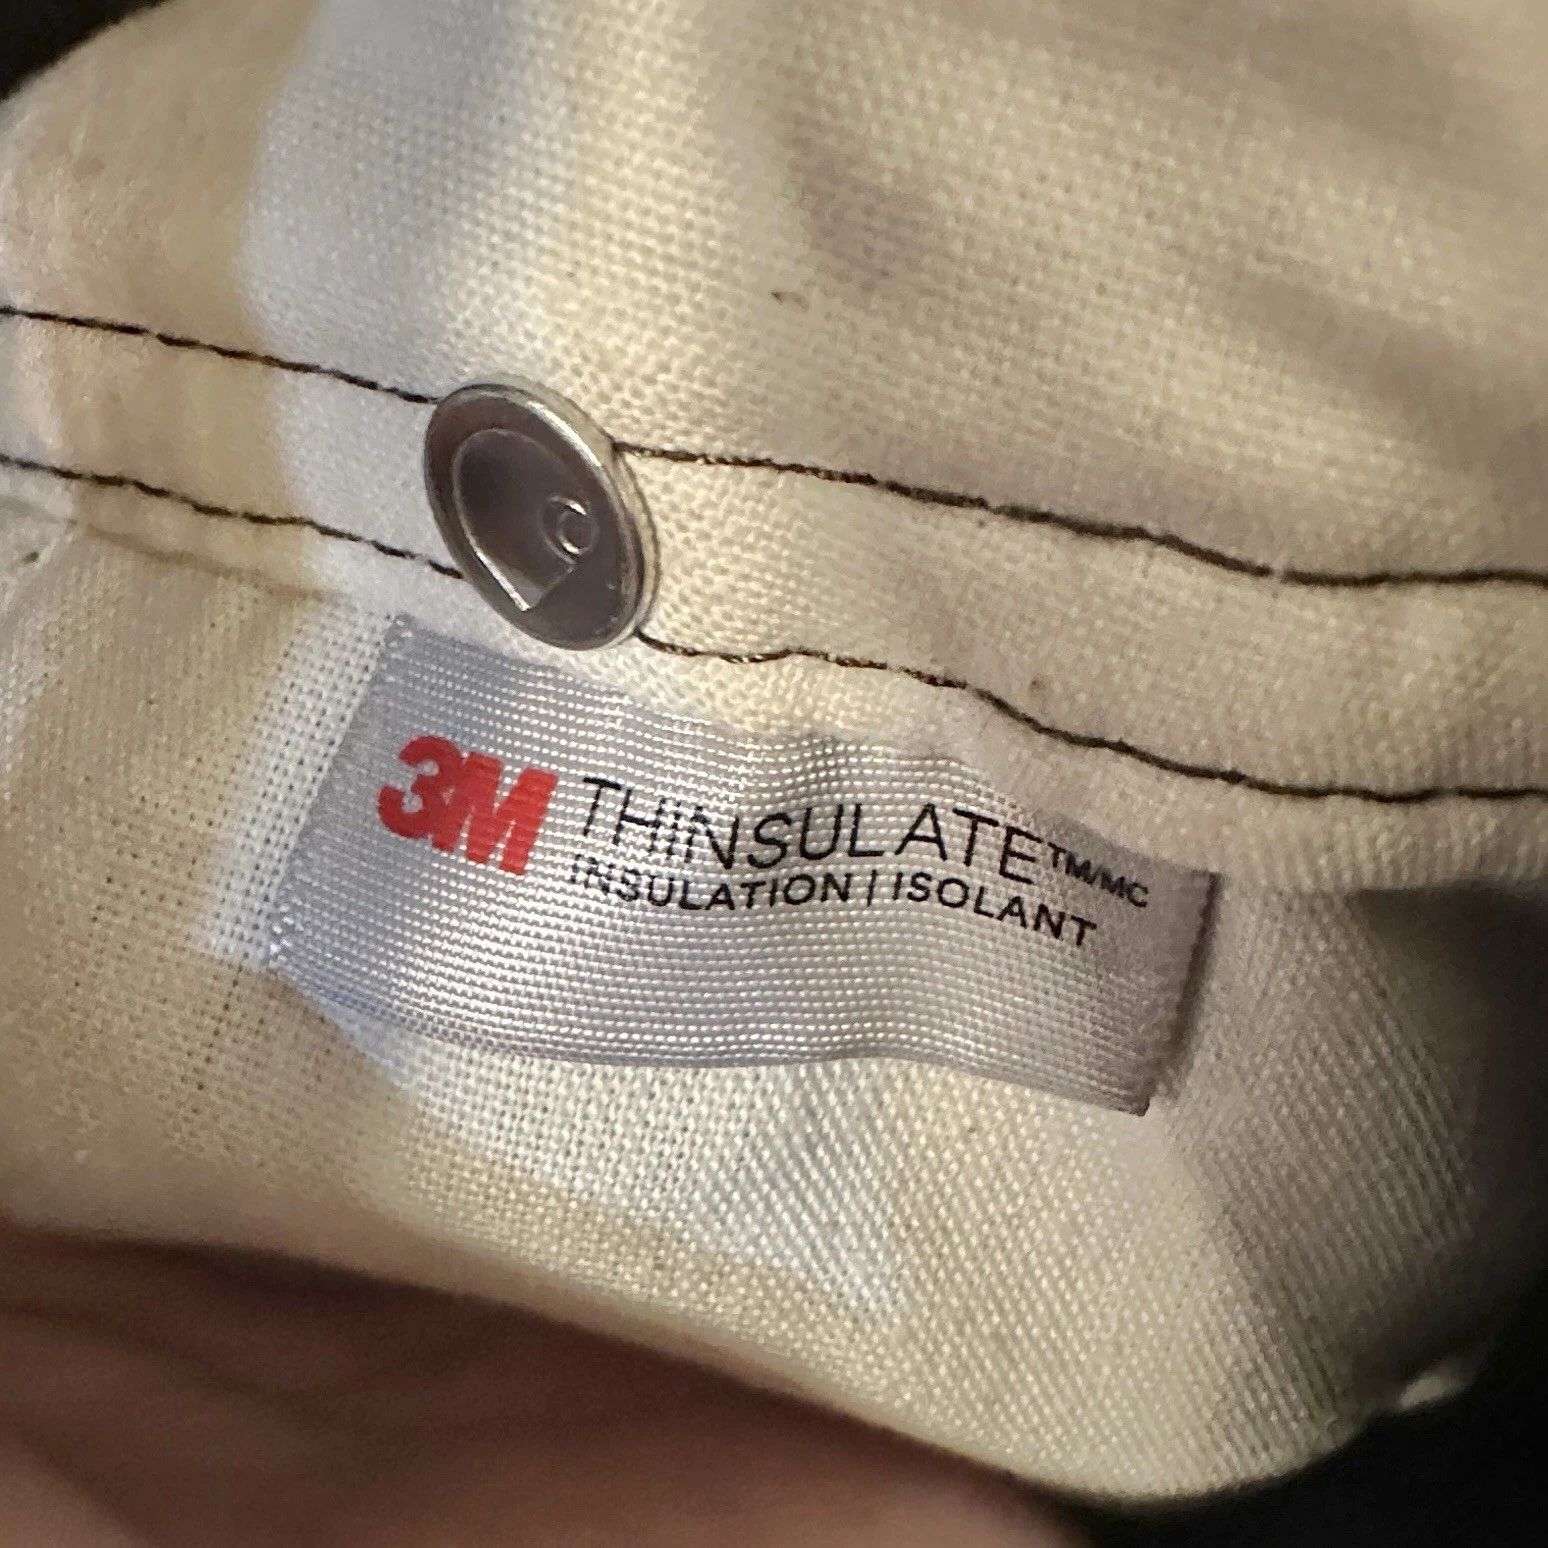 3M THINSULATE™/MC
INSULATION | ISOLANT